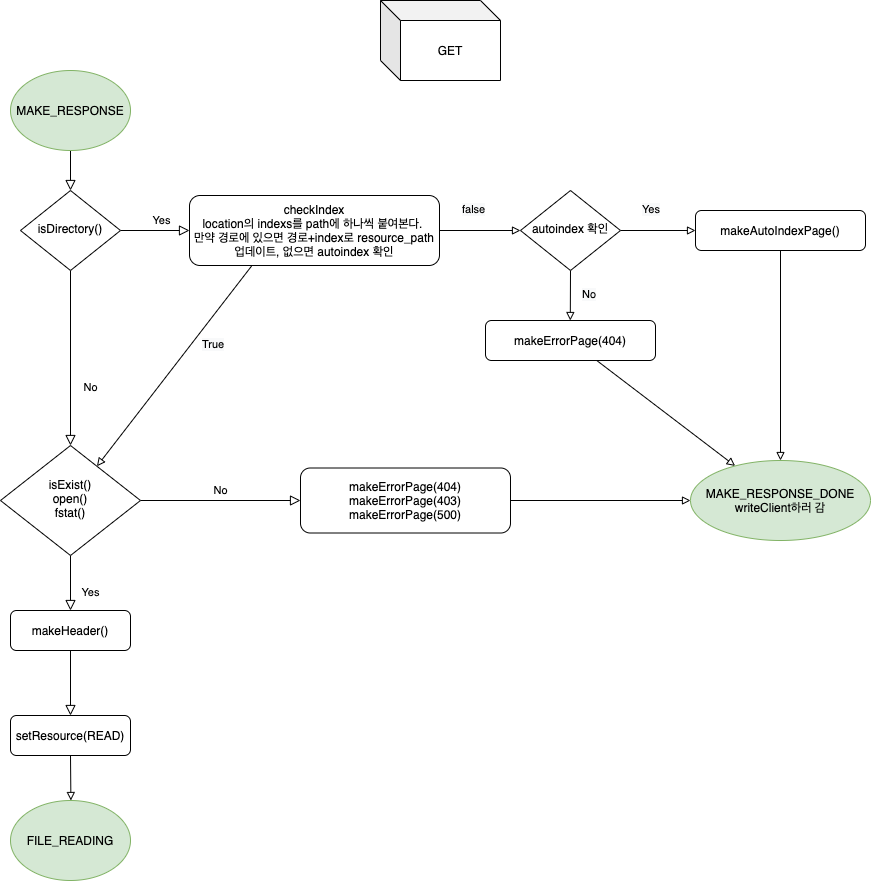 GET
MAKE_RESPONSE
isDirectory()
Yes
checkIndex
location의 indexs를 path에 하나씩 붙여본다.
만약 경로에 있으면 경로+index로 resource_path
업데이트, 없으면 autoindex 확인
false
autoindex 확인
Yes
makeAutoIndexPage()
No
makeErrorPage(404)
True
No
isExist()
open()
fstat()
No
makeErrorPage(404)
makeErrorPage(403)
makeErrorPage(500)
MAKE_RESPONSE_DONE
writeClient하러 감
Yes
makeHeader()
setResource(READ)
FILE_READING